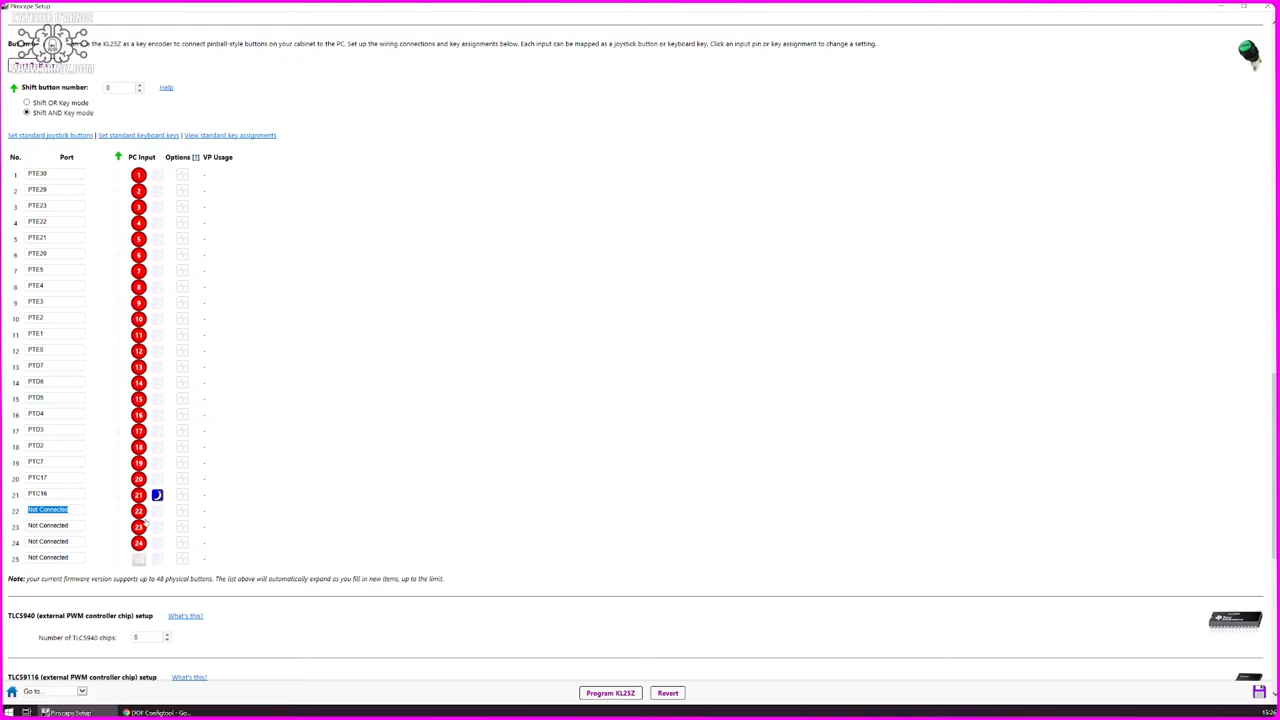 Pinscape Setup
L'ATELIER D'ARNOZ
the KL25Z as a key encoder to connect pinball-style buttons on your cabinet to the PC. Set up the wiring connections and key assignments below. Each input can be mapped as a joystick button or keyboard key. Click an input pin or key assignment to change a setting.
Shift button number: 0 Help
Shift OR Key mode
Shift AND Key mode
Set standard joystick buttons | Set standard keyboard keys | View standard key assignments
No. Port PC Input Options [?] VP Usage
1 PTE30 1 -
2 PTE29 2 -
3 PTE23 3 -
4 PTE22 4 -
5 PTE21 5 -
6 PTE20 6 -
7 PTE5 7 -
8 PTE4 8 -
9 PTE3 9 -
10 PTE2 10 -
11 PTE1 11 -
12 PTE0 12 -
13 PTD7 13 -
14 PTD6 14 -
15 PTD5 15 -
16 PTD4 16 -
17 PTD3 17 -
18 PTD2 18 -
19 PTC7 19 -
20 PTC17 20 -
21 PTC16 21 -
22 Not Connected 22 -
23 Not Connected 23 -
24 Not Connected 24 -
25 Not Connected -
Note: your current firmware version supports up to 48 physical buttons. The list above will automatically expand as you fill in new items, up to the limit.
TLC5940 (external PWM controller chip) setup What's this?
Number of TLC5940 chips: 0
TLC59116 (external PWM controller chip) setup What's this?
Go to... Program KL25Z Revert
Pinscape Setup DOF Configtool - Go... 15:26